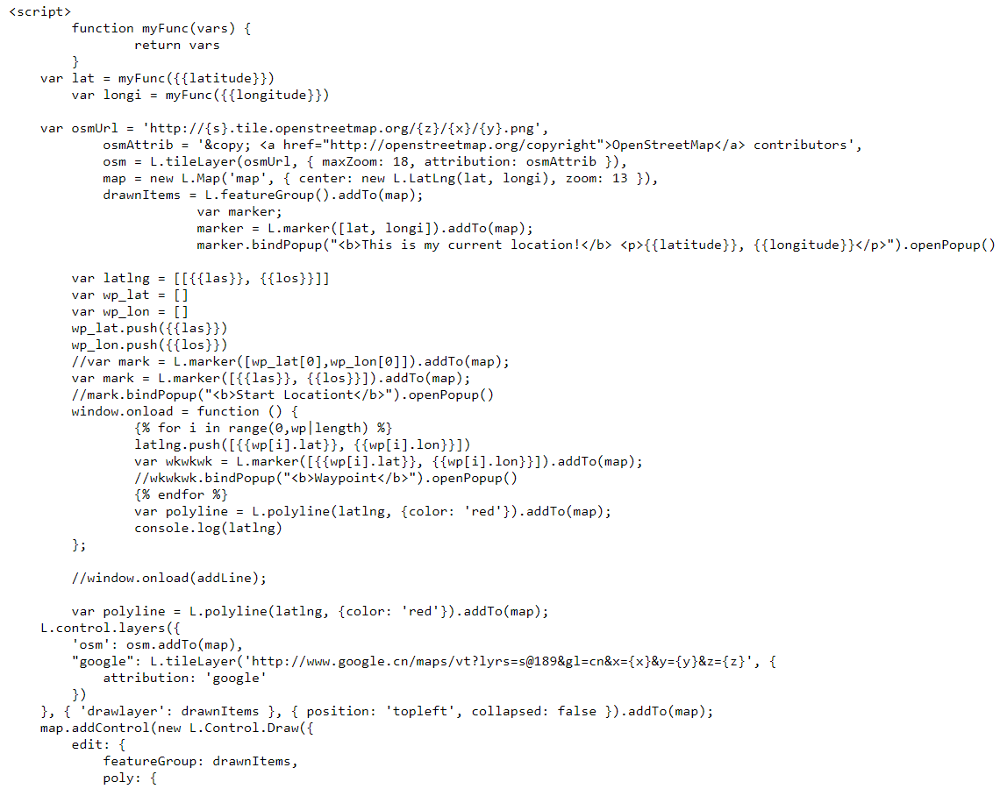 <script>
function myFunc(vars) {
return vars
}
var lat = myFunc({{latitude}})
var longi = myFunc({{longitude}})
var osmUrl = 'http://{s}.tile.openstreetmap.org/{z}/{x}/{y}.png',
osmAttrib = '&copy; <a href="http://openstreetmap.org/copyright">OpenStreetMap</a> contributors',
osm = L.tileLayer(osmUrl, { maxZoom: 18, attribution: osmAttrib }),
map = new L.Map('map', { center: new L.LatLng(lat, longi), zoom: 13 }),
drawnItems = L.featureGroup().addTo(map);
var marker;
marker = L.marker([lat, longi]).addTo(map);
marker.bindPopup("<b>This is my current location!</b> <p>{{latitude}}, {{longitude}}</p>").openPopup()
var latlng = [[{{las}}, {{los}}]]
var wp_lat = []
var wp_lon = []
wp_lat.push({{las}})
wp_lon.push({{los}})
//var mark = L.marker([wp_lat[0],wp_lon[0]]).addTo(map);
var mark = L.marker([{{las}}, {{los}}]).addTo(map);
//mark.bindPopup("<b>Start Locationt</b>").openPopup()
window.onload = function () {
{% for i in range(0,wp|length) %}
latlng.push([{{wp[i].lat}}, {{wp[i].lon}}])
var wkwkwk = L.marker([{{wp[i].lat}}, {{wp[i].lon}}]).addTo(map);
//wkwkwk.bindPopup("<b>Waypoint</b>").openPopup()
{% endfor %}
var polyline = L.polyline(latlng, {color: 'red'}).addTo(map);
console.log(latlng)
};
//window.onload(addLine);
var polyline = L.polyline(latlng, {color: 'red'}).addTo(map);
L.control.layers({
'osm': osm.addTo(map),
"google": L.tileLayer('http://www.google.cn/maps/vt?lyrs=s@189&gl=cn&x={x}&y={y}&z={z}', {
attribution: 'google'
})
}, { 'drawlayer': drawnItems }, { position: 'topleft', collapsed: false }).addTo(map);
map.addControl(new L.Control.Draw({
edit: {
featureGroup: drawnItems,
poly: {